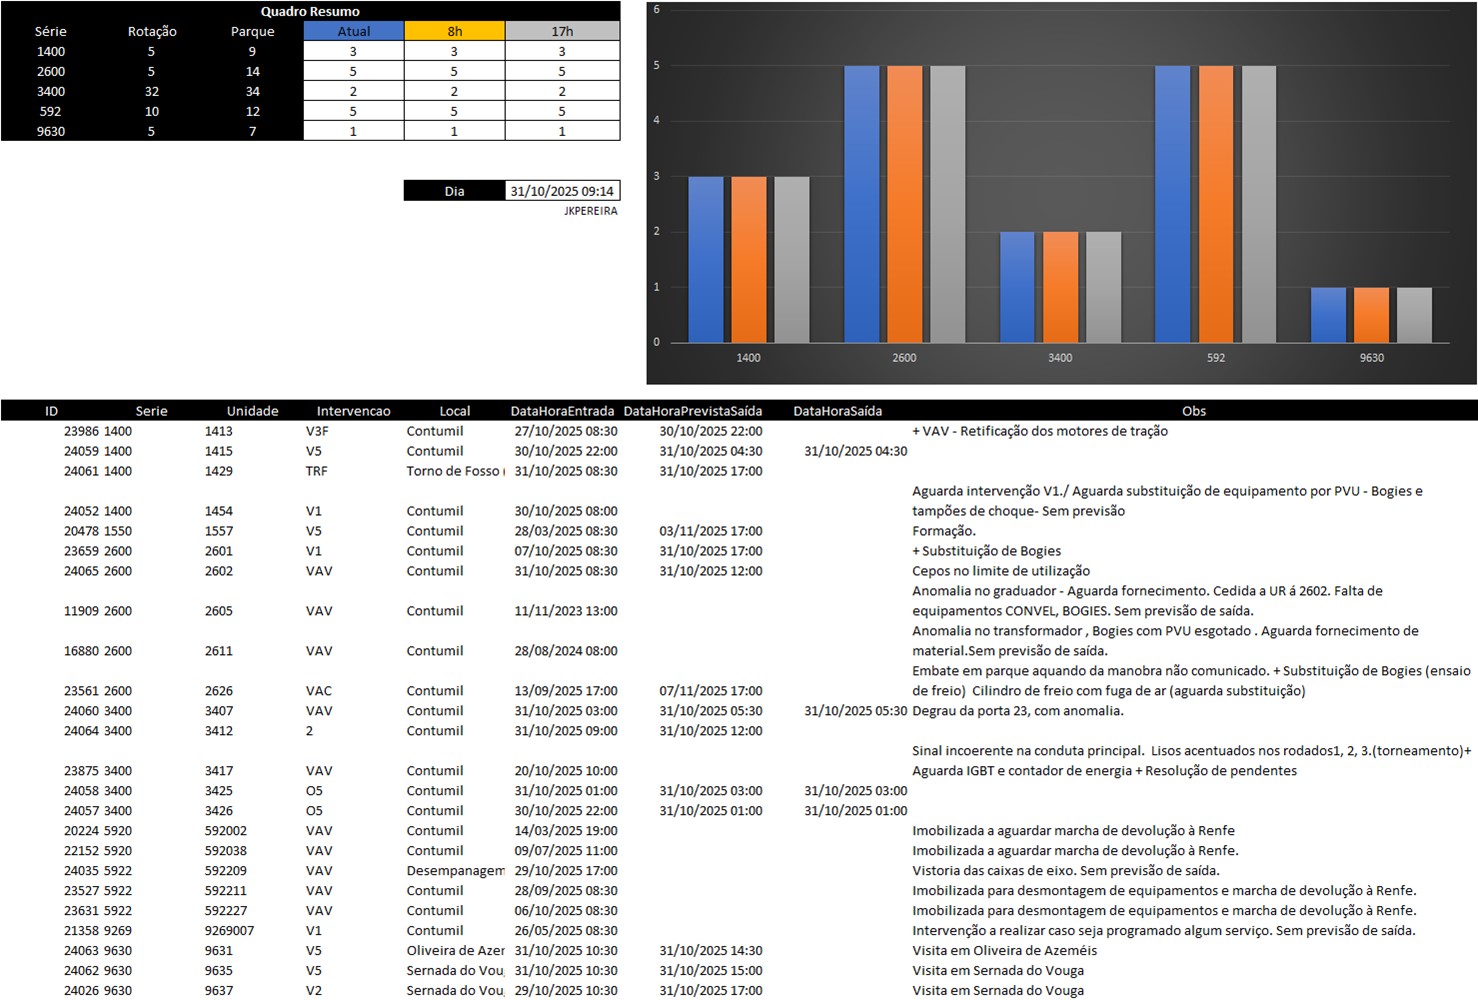 Quadro Resumo
Série Rotação Parque Atual 8h 17h
1400 5 9 3 3 3
2600 5 14 5 5 5
3400 32 34 2 2 2
592 10 12 5 5 5
9630 5 7 1 1 1
Dia 31/10/2025 09:14
JKPEREIRA
6
5
4
3
2
1
0
1400 2600 3400 592 9630
ID Serie Unidade Intervencao Local DataHoraEntrada DataHoraPrevistaSaída DataHoraSaída Obs
23986 1400 1413 V3F Contumil 27/10/2025 08:30 30/10/2025 22:00 + VAV - Retificação dos motores de tração
24059 1400 1415 V5 Contumil 30/10/2025 22:00 31/10/2025 04:30 31/10/2025 04:30
24061 1400 1429 TRF Torno de Fosso ( 31/10/2025 08:30 31/10/2025 17:00
Aguarda intervenção V1./ Aguarda substituição de equipamento por PVU - Bogies e
24052 1400 1454 V1 Contumil 30/10/2025 08:00 tampões de choque- Sem previsão
20478 1550 1557 V5 Contumil 28/03/2025 08:30 03/11/2025 17:00 Formação.
23659 2600 2601 V1 Contumil 07/10/2025 08:30 31/10/2025 17:00 + Substituição de Bogies
24065 2600 2602 VAV Contumil 31/10/2025 08:30 31/10/2025 12:00 Cepos no limite de utilização
Anomalia no graduador - Aguarda fornecimento. Cedida a UR á 2602. Falta de
11909 2600 2605 VAV Contumil 11/11/2023 13:00 equipamentos CONVEL, BOGIES. Sem previsão de saída.
Anomalia no transformador , Bogies com PVU esgotado . Aguarda fornecimento de
16880 2600 2611 VAV Contumil 28/08/2024 08:00 material.Sem previsão de saída.
Embate em parque aquando da manobra não comunicado. + Substituição de Bogies (ensaio
23561 2600 2626 VAC Contumil 13/09/2025 17:00 07/11/2025 17:00 de freio) Cilindro de freio com fuga de ar (aguarda substituição)
24060 3400 3407 VAV Contumil 31/10/2025 03:00 31/10/2025 05:30 31/10/2025 05:30 Degrau da porta 23, com anomalia.
24064 3400 3412 2 Contumil 31/10/2025 09:00 31/10/2025 12:00
Sinal incoerente na conduta principal. Lisos acentuados nos rodados1, 2, 3.(torneamento)+
23875 3400 3417 VAV Contumil 20/10/2025 10:00 Aguarda IGBT e contador de energia + Resolução de pendentes
24058 3400 3425 O5 Contumil 31/10/2025 01:00 31/10/2025 03:00 31/10/2025 03:00
24057 3400 3426 O5 Contumil 30/10/2025 22:00 31/10/2025 01:00 31/10/2025 01:00
20224 5920 592002 VAV Contumil 14/03/2025 19:00 Imobilizada a aguardar marcha de devolução à Renfe
22152 5920 592038 VAV Contumil 09/07/2025 11:00 Imobilizada a aguardar marcha de devolução à Renfe.
24035 5922 592209 VAV Desempanagem 29/10/2025 17:00 Vistoria das caixas de eixo. Sem previsão de saída.
23527 5922 592211 VAV Contumil 28/09/2025 08:30 Imobilizada para desmontagem de equipamentos e marcha de devolução à Renfe.
23631 5922 592227 VAV Contumil 06/10/2025 08:30 Imobilizada para desmontagem de equipamentos e marcha de devolução à Renfe.
21358 9269 9269007 V1 Contumil 26/05/2025 08:30 Intervenção a realizar caso seja programado algum serviço. Sem previsão de saída.
24063 9630 9631 V5 Oliveira de Azer 31/10/2025 10:30 31/10/2025 14:30 Visita em Oliveira de Azeméis
24062 9630 9635 V5 Sernada do Vou 31/10/2025 10:30 31/10/2025 15:00 Visita em Sernada do Vouga
24026 9630 9637 V2 Sernada do Vou 29/10/2025 10:30 31/10/2025 17:00 Visita em Sernada do Vouga